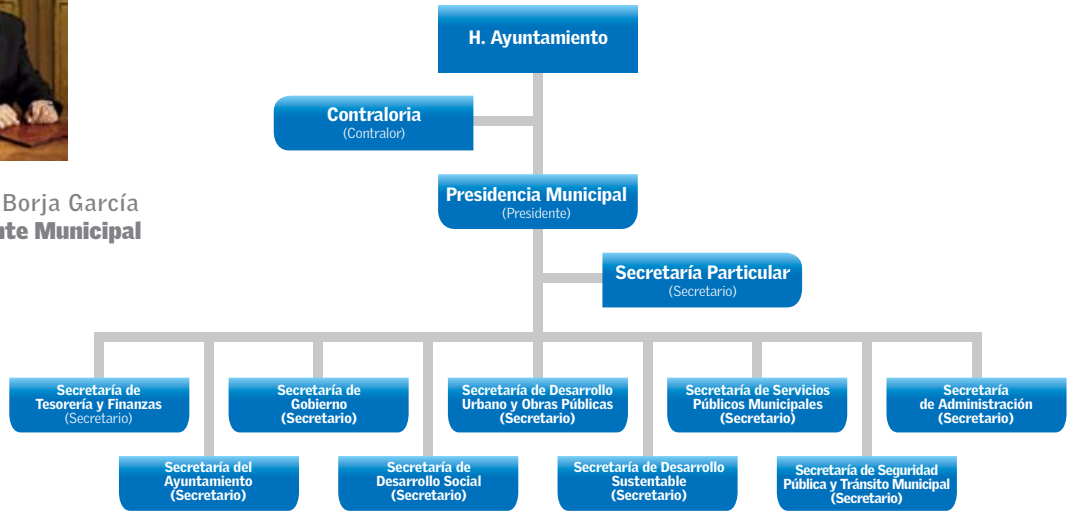 H. Ayuntamiento
Contraloria
(Contralor)
Presidencia Municipal
(Presidente)
Borja García
Municipal
Secretaría Particular
(Secretario)
Secretaría de
Tesorería y Finanzas
(Secretario)
Secretaría de
Gobierno
(Secretario)
Secretaría de Desarrollo
Urbano y Obras Públicas
(Secretario)
Secretaría de Servicios
Públicos Municipales
(Secretario)
Secretaría
de Administración
(Secretario)
Secretaría del
Ayuntamiento
(Secretario)
Secretaría de
Desarrollo Social
(Secretario)
Secretaría de Desarrollo
Sustentable
(Secretario)
Secretaría de Seguridad
Pública y Tránsito Municipal
(Secretario)